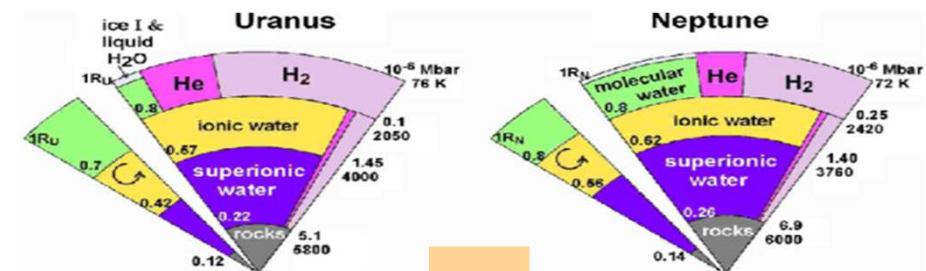 Uranus
ice I &
liquid
H₂O
1Rᵤ
He
H₂
10⁻⁶ Mbar
76 K
0.8
ionic water
0.1
2050
1Rᵤ
0.7
0.57
1.45
4000
superionic
water
0.42
0.22
rocks
5.1
5800
0.12
Neptune
1R_N
molecular
water
He
H₂
10⁻⁶ Mbar
72 K
0.8
ionic water
0.25
2420
1R_N
0.8
0.62
1.40
3760
superionic
water
0.56
0.26
rocks
6.9
6000
0.14